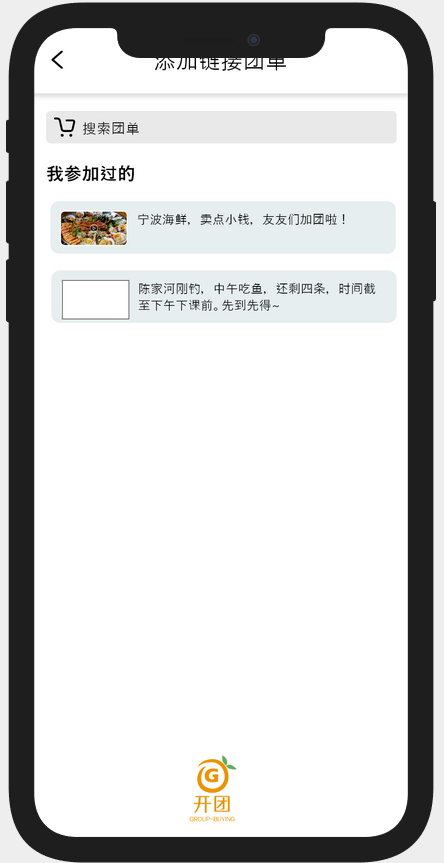 添加链接团单
搜索团单
我参加过的
宁波海鲜，卖点小钱，友友们加团啦！
陈家河刚钓，中午吃鱼，还剩四条，时间截
至下午下课前。先到先得~
G
开团
GROUP-BUYING